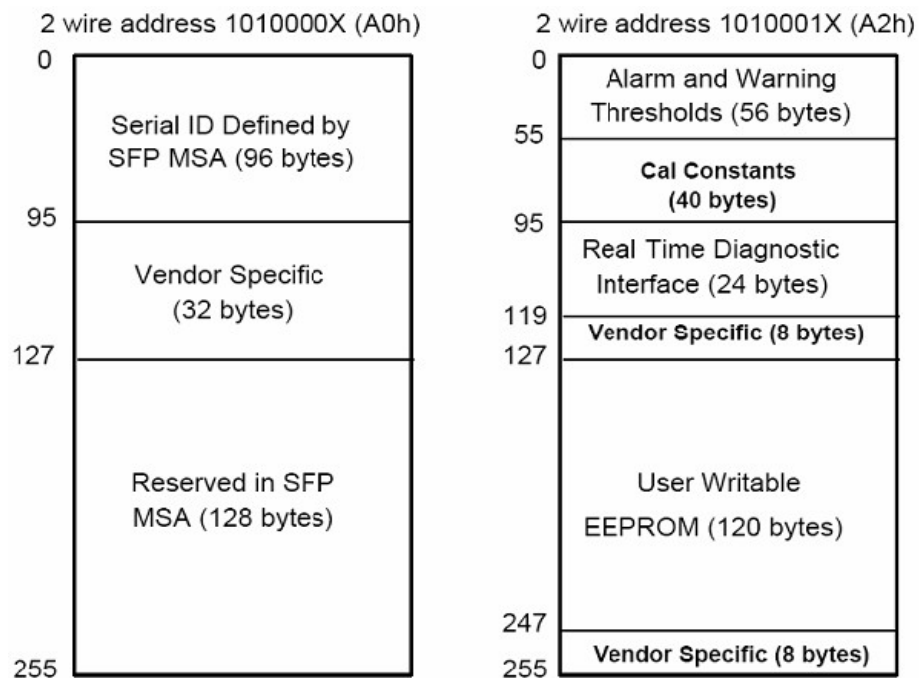 2 wire address 1010000X (A0h)
0
Serial ID Defined by
SFP MSA (96 bytes)
95
Vendor Specific
(32 bytes)
127
Reserved in SFP
MSA (128 bytes)
255
2 wire address 1010001X (A2h)
0
Alarm and Warning
Thresholds (56 bytes)
55
Cal Constants
(40 bytes)
95
Real Time Diagnostic
Interface (24 bytes)
119
Vendor Specific (8 bytes)
127
User Writable
EEPROM (120 bytes)
247
Vendor Specific (8 bytes)
255